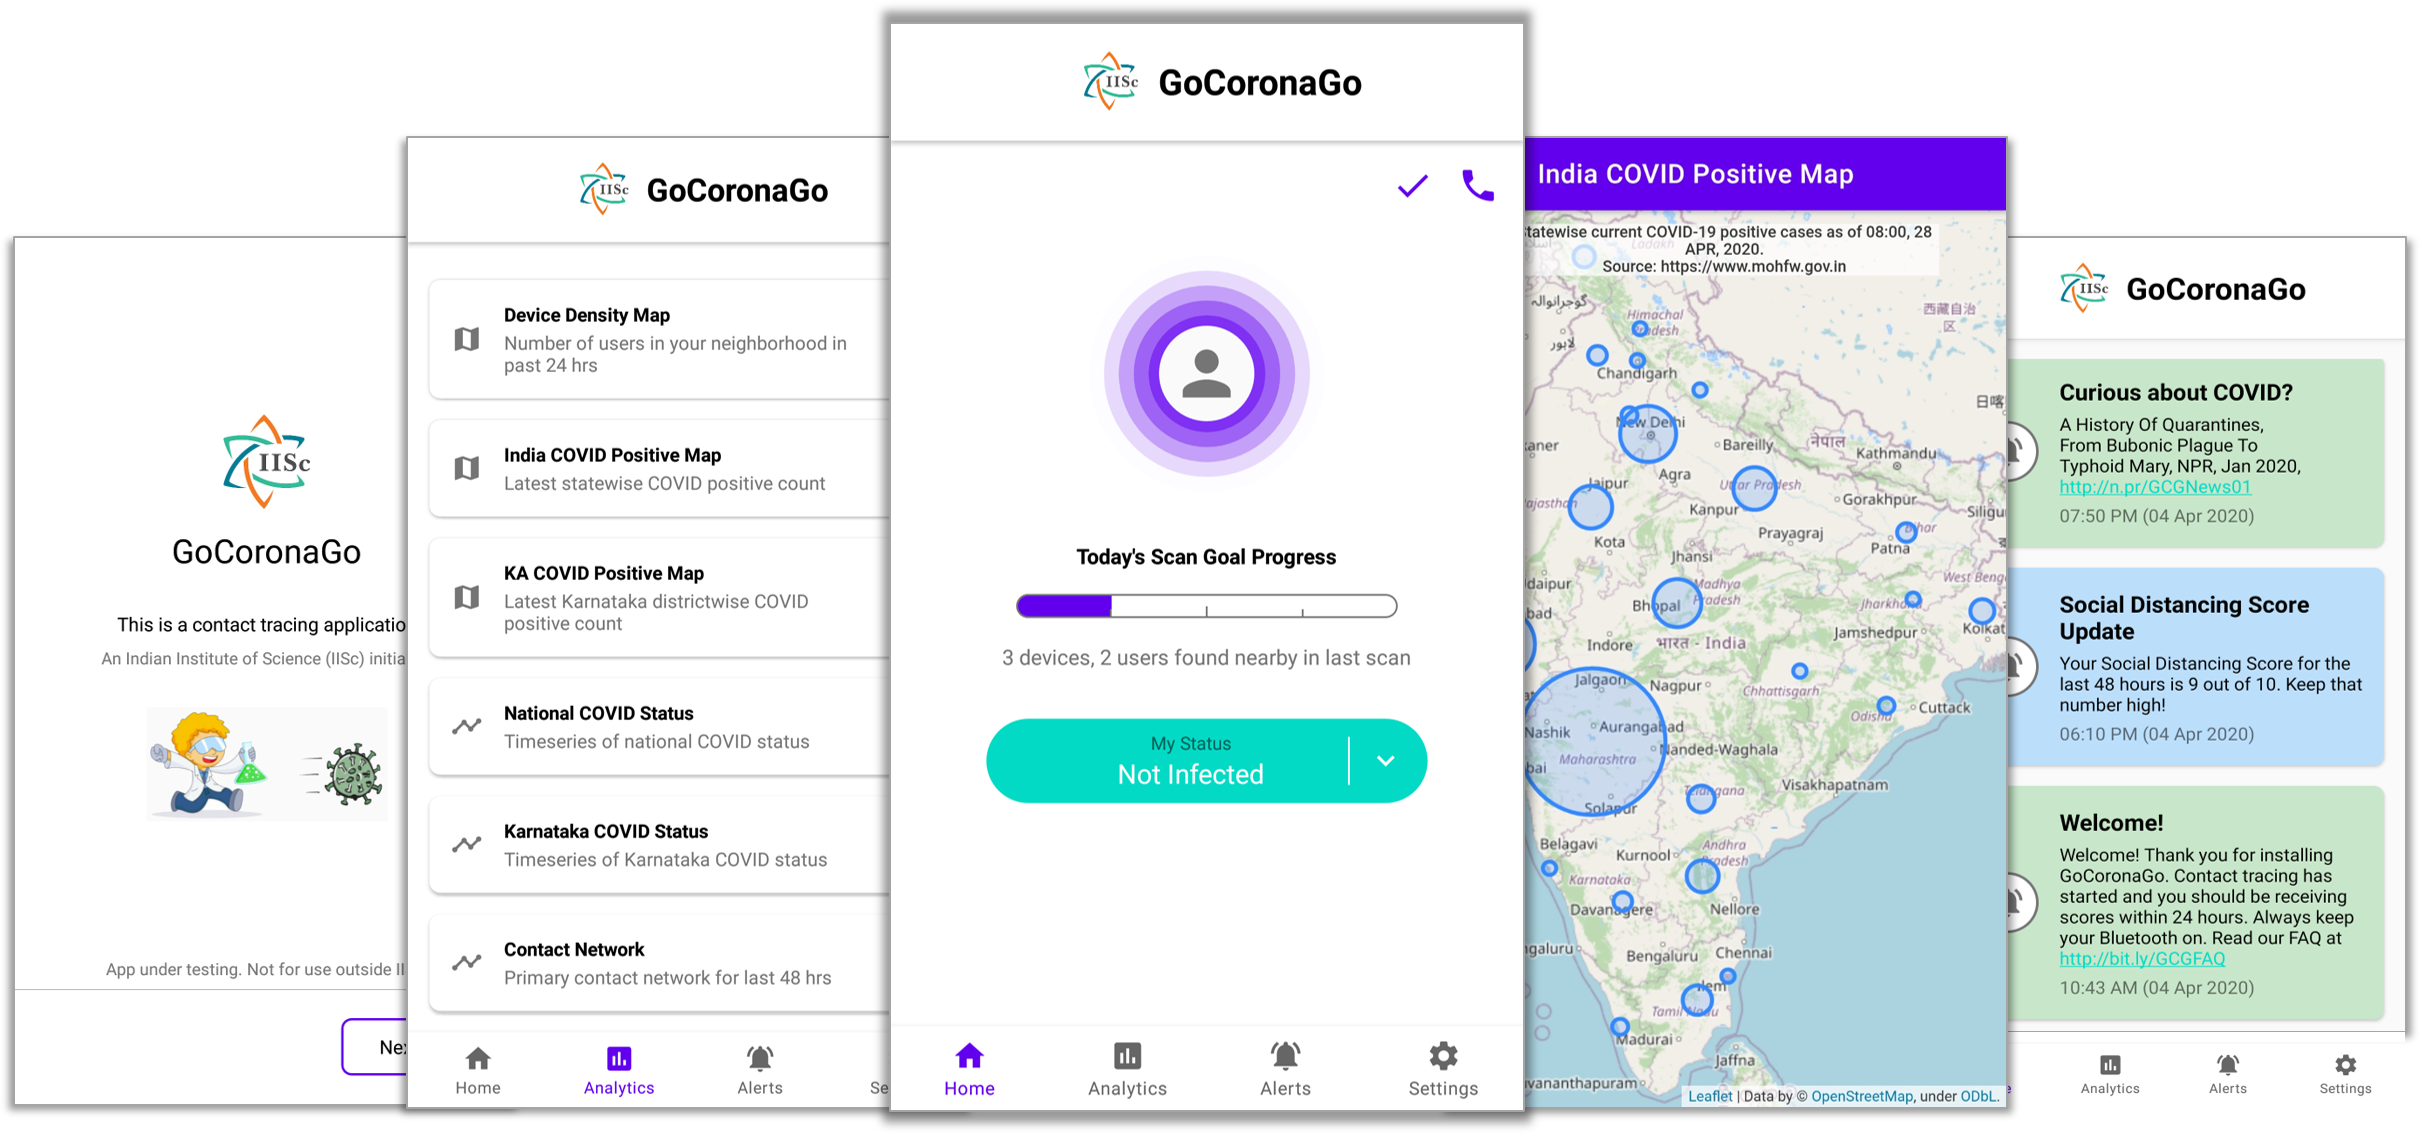 IISc
GoCoronaGo
This is a contact tracing applicatio
An Indian Institute of Science (IISc) initia
App under testing. Not for use outside II
Nex
IISc
GoCoronaGo
Device Density Map
Number of users in your neighborhood in
past 24 hrs
India COVID Positive Map
Latest statewise COVID positive count
KA COVID Positive Map
Latest Karnataka districtwise COVID
positive count
National COVID Status
Timeseries of national COVID status
Karnataka COVID Status
Timeseries of Karnataka COVID status
Contact Network
Primary contact network for last 48 hrs
Home
Analytics
Alerts
Se
IISc
GoCoronaGo
Today's Scan Goal Progress
3 devices, 2 users found nearby in last scan
My Status
Not Infected
Home
Analytics
Alerts
Settings
India COVID Positive Map
tatewise current COVID-19 positive cases as of 08:00, 28
APR, 2020.
Source: https://www.mohfw.gov.in
Ladakh
گوجرانوالہ
西藏自治
区
Himachal
Pradesh
لاہور
Chandigarh
日喀
New Delhi
aner
Bareilly
नेपाल
Kathmandu
Agra
Jaipur
Uttar Pradesh
ajasthan
Gorakhpur
Kanpur
Siligu
Prayagraj
Bihar
Kota
Patna
Jhansi
West Beng
daipur
Madhya
Pradesh
Bhopal
Jharkhand
bad
Jamshedpur
Kolkat
Indore
भारत - India
Jalgaon
Nagpur
Chhattisgarh
Odisha
Cuttack
Nashik
Aurangabad
Nanded-Waghala
bai
Maharashtra
Visakhapatnam
Telangana
Solapur
Belagavi
Kurnool
Andhra
Pradesh
Karnataka
Davanagere
Nellore
ngaluru
Bengaluru
Chennai
lem
Tamil Nadu
Madurai
Jaffna
vananthapuram
Leaflet | Data by © OpenStreetMap, under ODbL.
IISc
GoCoronaGo
Curious about COVID?
A History Of Quarantines,
From Bubonic Plague To
Typhoid Mary, NPR, Jan 2020,
http://n.pr/GCGNews01
07:50 PM (04 Apr 2020)
Social Distancing Score
Update
Your Social Distancing Score for the
last 48 hours is 9 out of 10. Keep that
number high!
06:10 PM (04 Apr 2020)
Welcome!
Welcome! Thank you for installing
GoCoronaGo. Contact tracing has
started and you should be receiving
scores within 24 hours. Always keep
your Bluetooth on. Read our FAQ at
http://bit.ly/GCGFAQ
10:43 AM (04 Apr 2020)
e
Analytics
Alerts
Settings